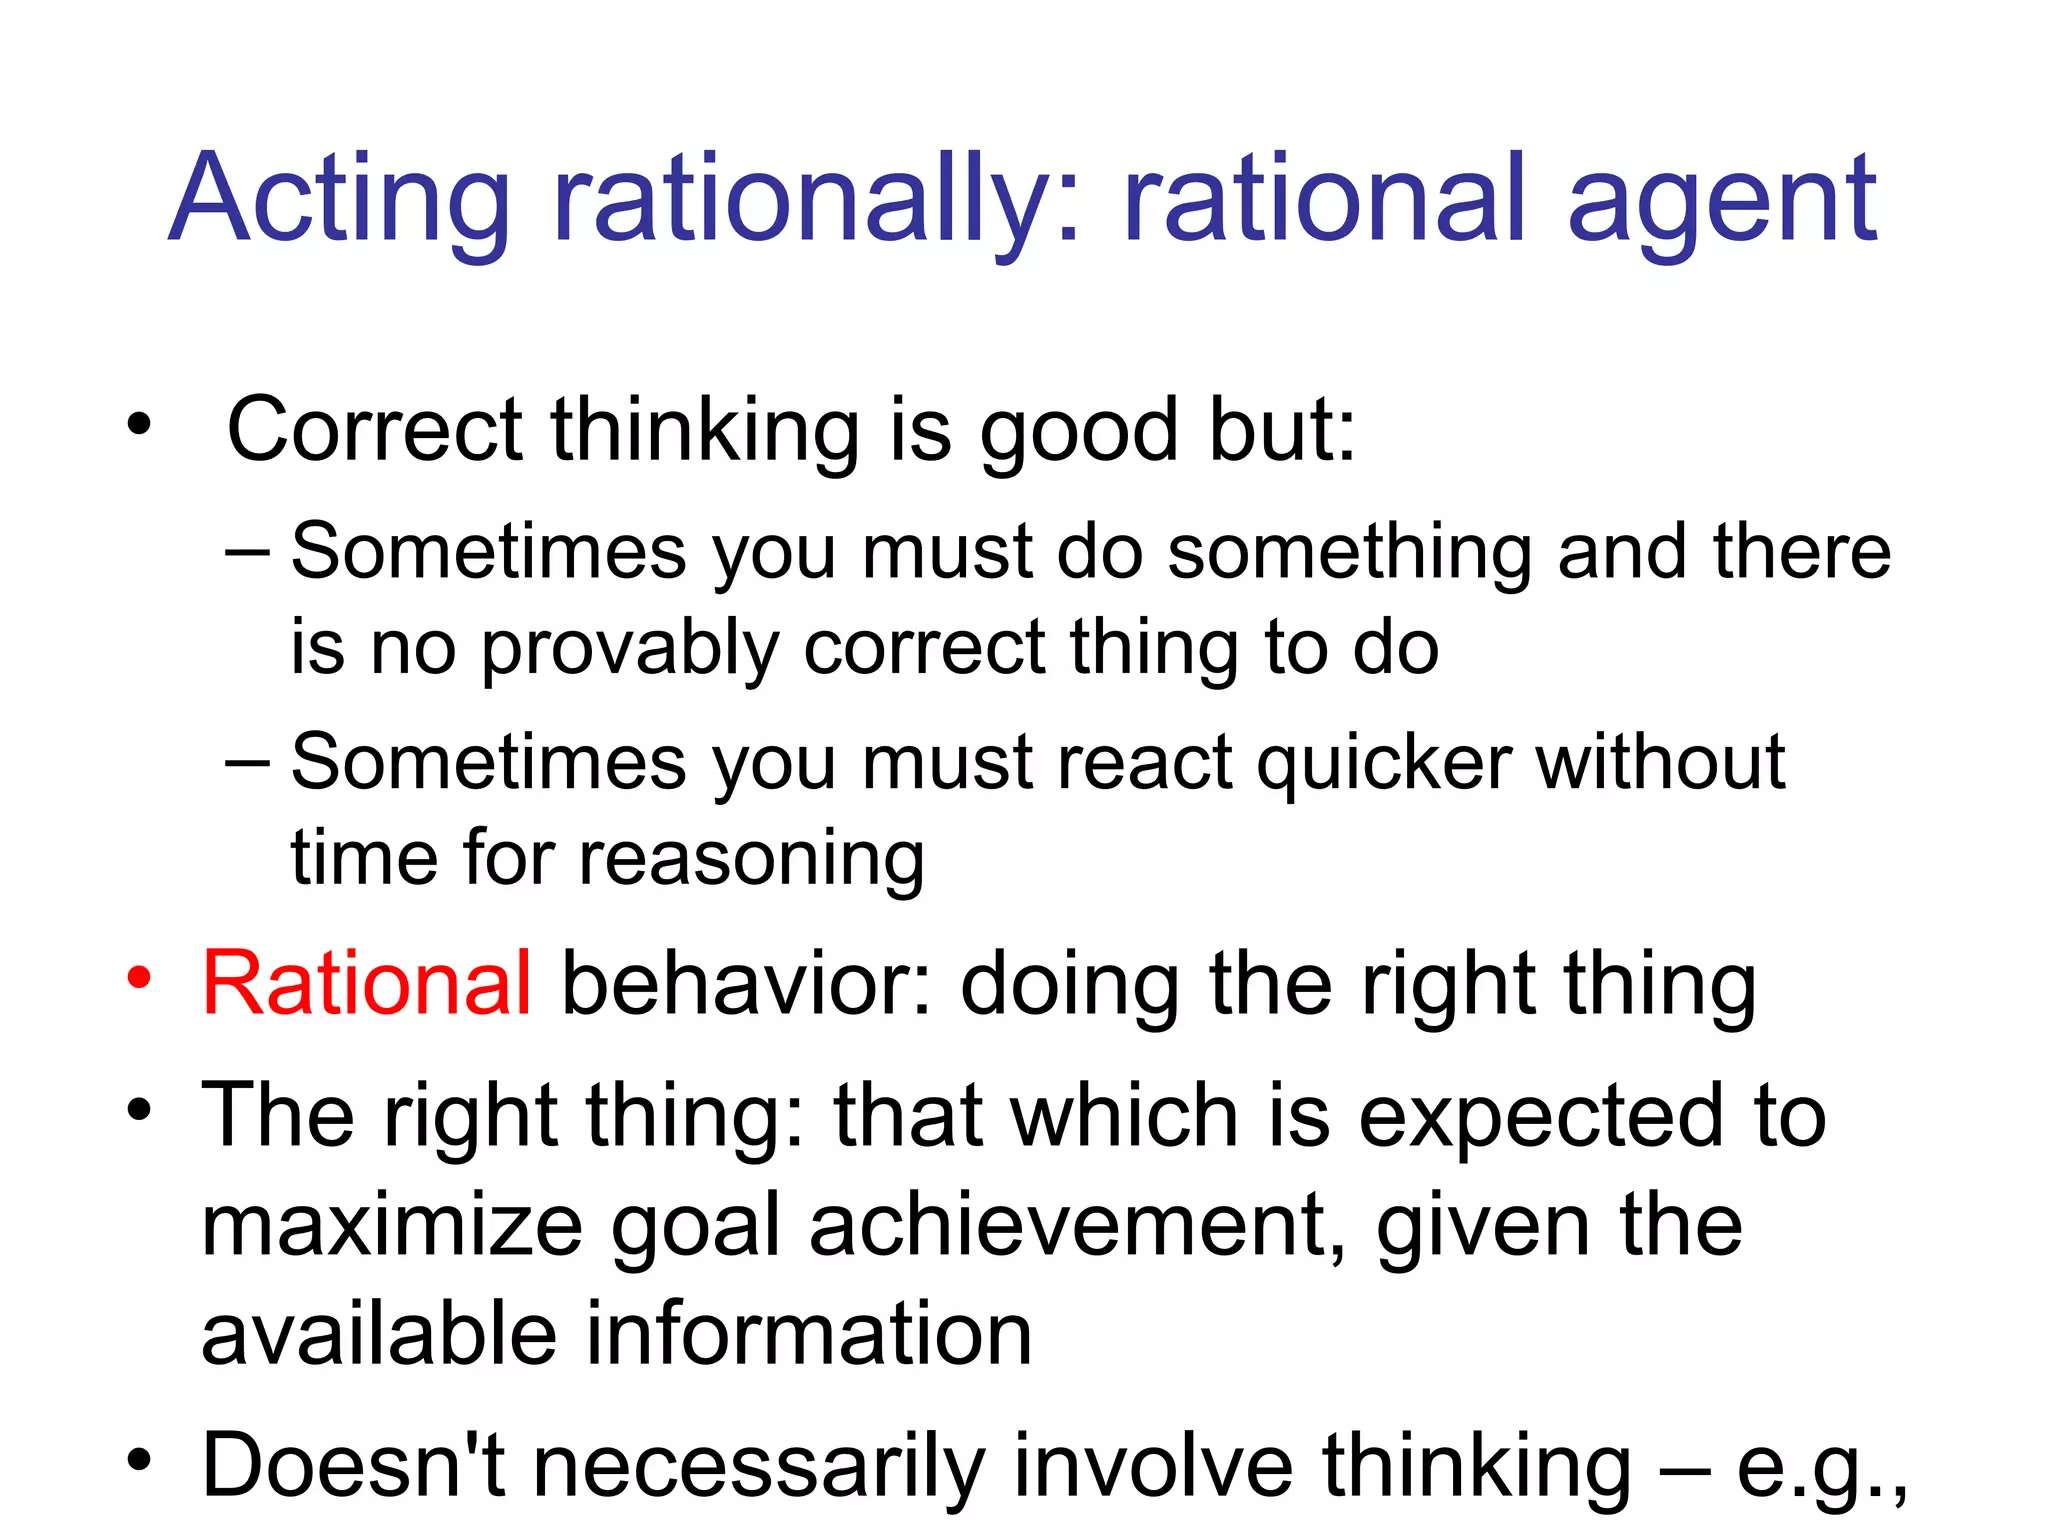 Acting rationally: rational agent
• Correct thinking is good but:
– Sometimes you must do something and there
is no provably correct thing to do
– Sometimes you must react quicker without
time for reasoning
• Rational behavior: doing the right thing
• The right thing: that which is expected to
maximize goal achievement, given the
available information
• Doesn't necessarily involve thinking – e.g.,